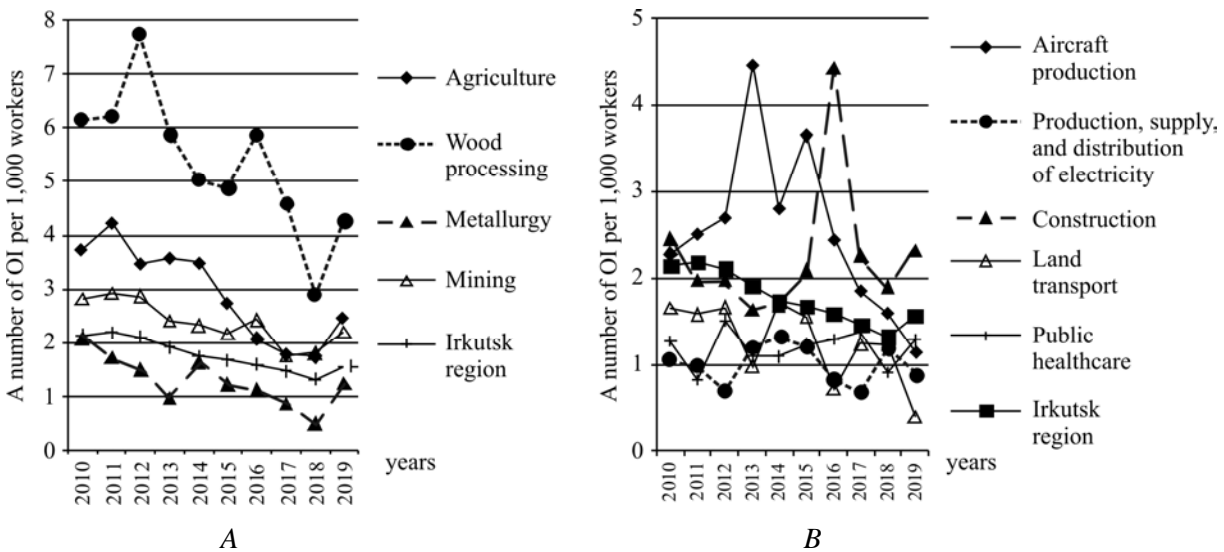 A number of OI per 1,000 workers
8
7
6
5
4
3
2
1
0
2010
2011
2012
2013
2014
2015
2016
2017
2018
2019
years
Agriculture
Wood
processing
Metallurgy
Mining
Irkutsk
region
A
A number of OI per 1,000 workers
5
4
3
2
1
0
2010
2011
2012
2013
2014
2015
2016
2017
2018
2019
years
Aircraft
production
Production, supply,
and distribution
of electricity
Construction
Land
transport
Public
healthcare
Irkutsk
region
B